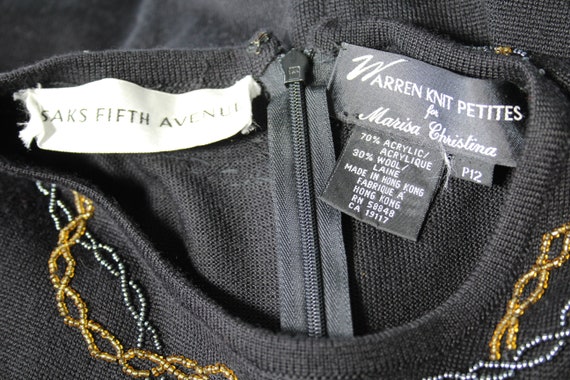 SAKS FIFTH AVENUE
WARREN KNIT PETITES
for
Marisa Christina
P12
70% ACRYLIC/
ACRYLIQUE
30% WOOL/
LAINE
MADE IN HONG KONG
FABRIQUE A'
HONG KONG
RN 58848
CA 19117